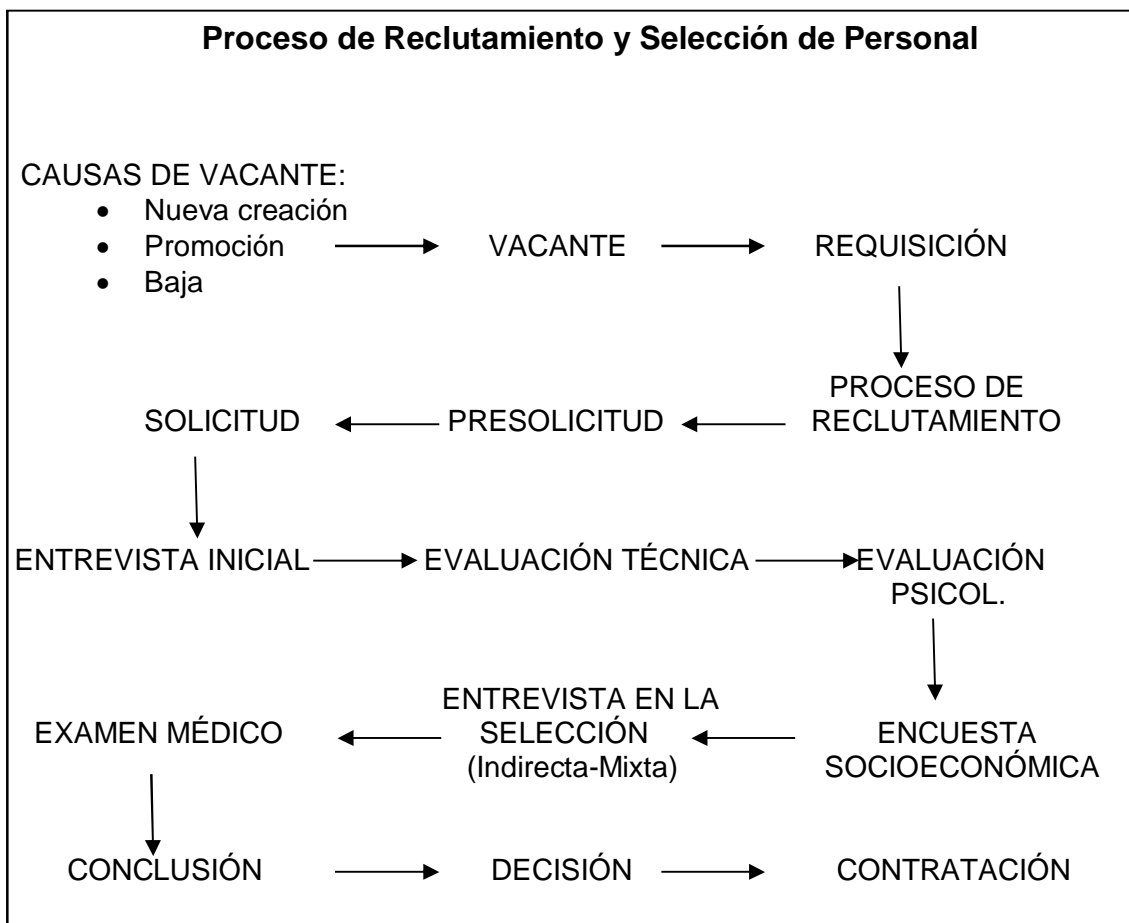 Proceso de Reclutamiento y Selección de Personal
CAUSAS DE VACANTE:
• Nueva creación
• Promoción
• Baja
VACANTE
REQUISICIÓN
PROCESO DE
RECLUTAMIENTO
PRESOLICITUD
SOLICITUD
ENTREVISTA INICIAL
EVALUACIÓN TÉCNICA
EVALUACIÓN
PSICOL.
ENCUESTA
SOCIOECONÓMICA
ENTREVISTA EN LA
SELECCIÓN
(Indirecta-Mixta)
EXAMEN MÉDICO
CONCLUSIÓN
DECISIÓN
CONTRATACIÓN